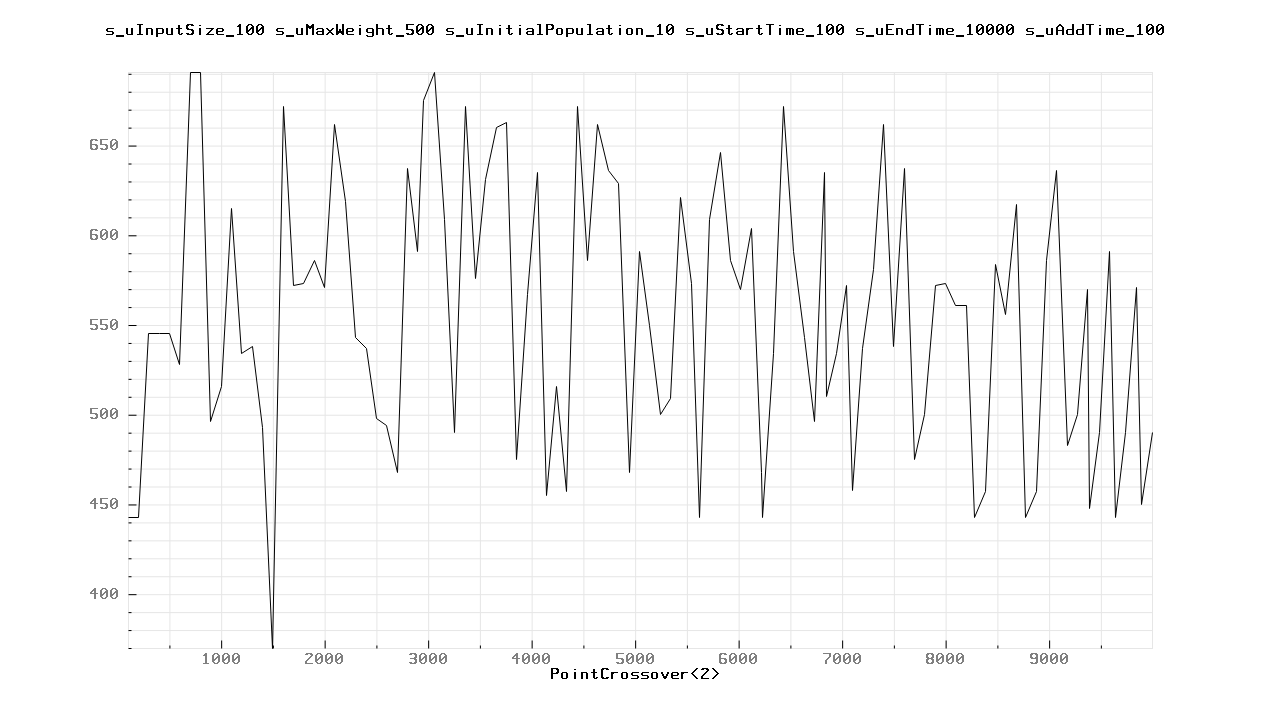 s_uInputSize_100 s_uMaxWeight_500 s_uInitialPopulation_10 s_uStartTime_100 s_uEndTime_10000 s_uAddTime_100
650
600
550
500
450
400
1000 2000 3000 4000 5000 6000 7000 8000 9000
PointCrossover<2>